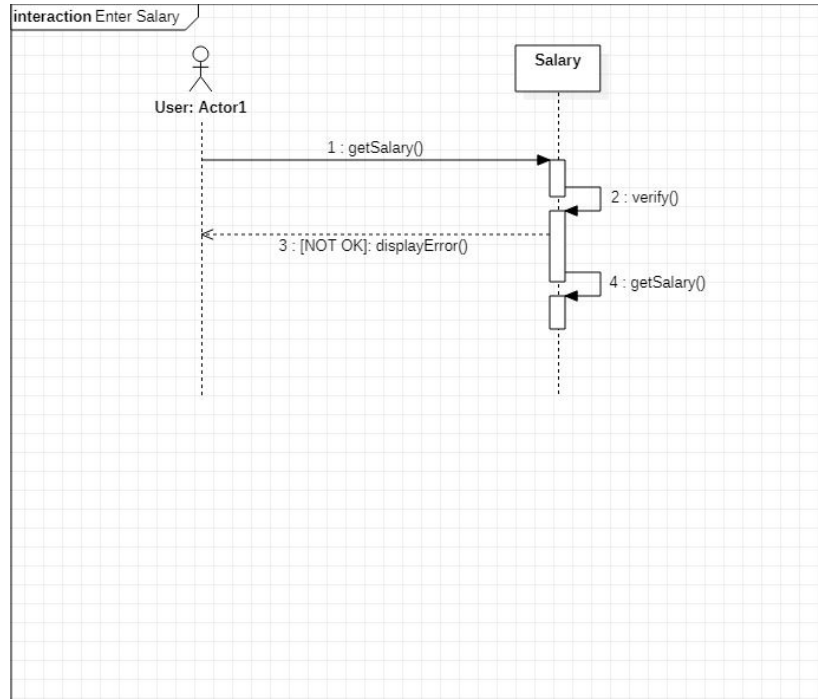 interaction Enter Salary
User: Actor1
Salary
1 : getSalary()
2 : verify()
3 : [NOT OK]: displayError()
4 : getSalary()